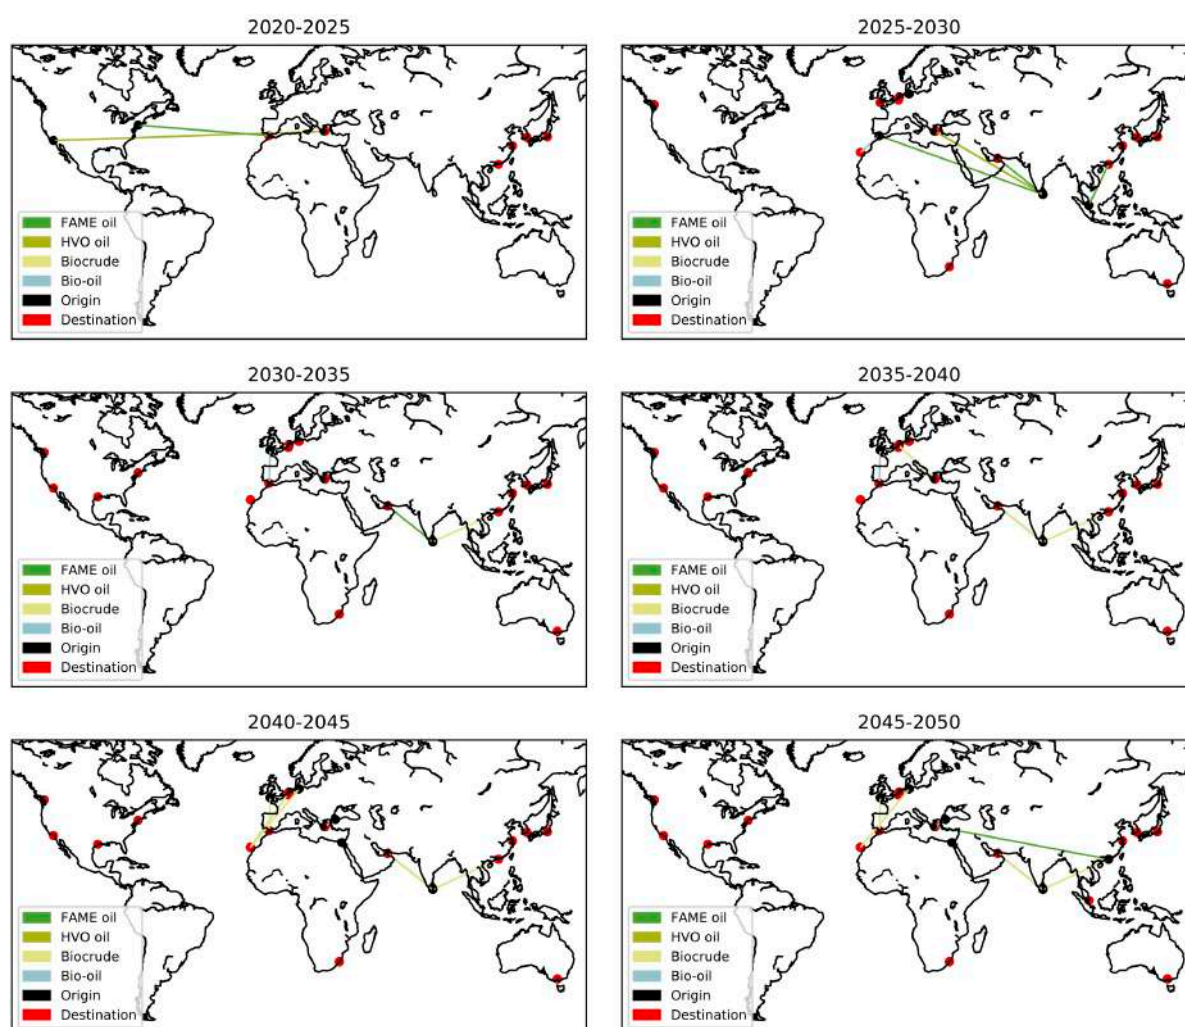 2020-2025
FAME oil
HVO oil
Biocrude
Bio-oil
Origin
Destination
2025-2030
FAME oil
HVO oil
Biocrude
Bio-oil
Origin
Destination
2030-2035
FAME oil
HVO oil
Biocrude
Bio-oil
Origin
Destination
2035-2040
FAME oil
HVO oil
Biocrude
Bio-oil
Origin
Destination
2040-2045
FAME oil
HVO oil
Biocrude
Bio-oil
Origin
Destination
2045-2050
FAME oil
HVO oil
Biocrude
Bio-oil
Origin
Destination